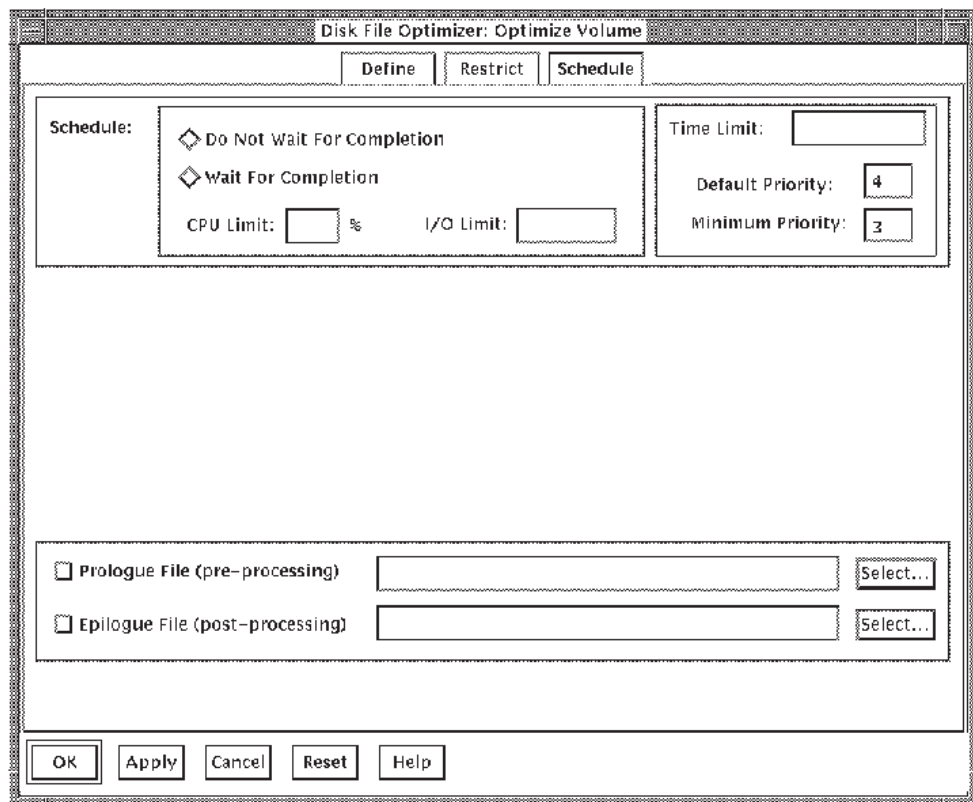 Disk File Optimizer: Optimize Volume
Define Restrict Schedule
Schedule:
Do Not Wait For Completion
Wait For Completion
CPU Limit: % I/O Limit:
Time Limit:
Default Priority: 4
Minimum Priority: 3
Prologue File (pre-processing) Select...
Epilogue File (post-processing) Select...
OK Apply Cancel Reset Help